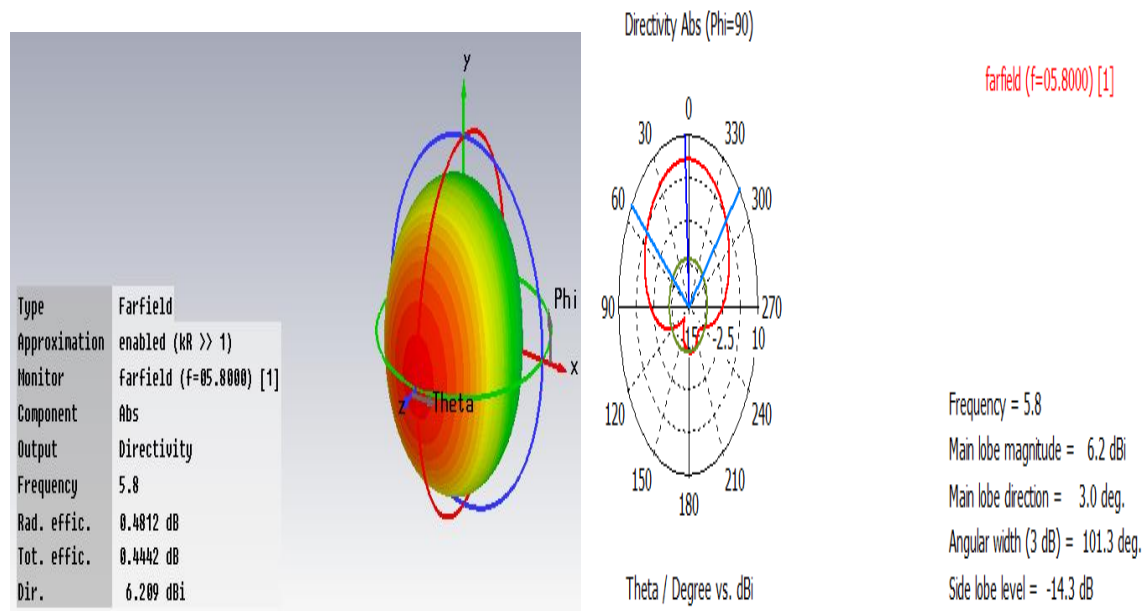 y
Phi
x
z
Theta
Type Farfield
Approximation enabled (kR >> 1)
Monitor farfield (f=05.8000) [1]
Component Abs
Output Directivity
Frequency 5.8
Rad. effic. 0.4812 dB
Tot. effic. 0.4442 dB
Dir. 6.209 dBi
Directivity Abs (Phi=90)
farfield (f=05.8000) [1]
0
30 330
60 300
90 270
-15 -2.5 10
120 240
150 210
180
Theta / Degree vs. dBi
Frequency = 5.8
Main lobe magnitude = 6.2 dBi
Main lobe direction = 3.0 deg.
Angular width (3 dB) = 101.3 deg.
Side lobe level = -14.3 dB